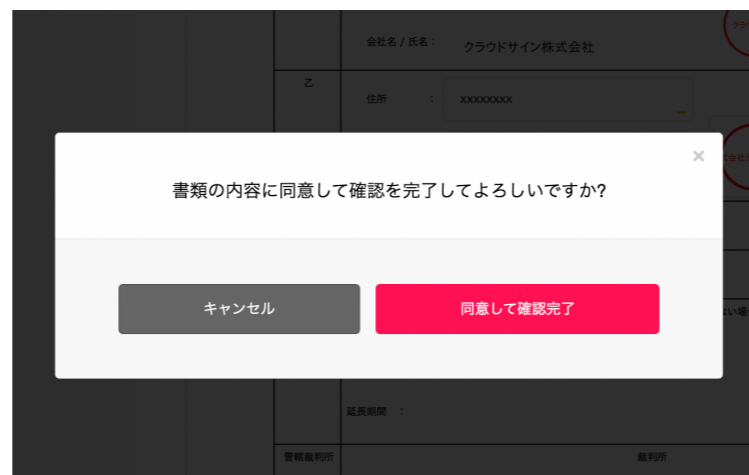 会社名 / 氏名：
クラウドサイン株式会社
乙
住所 ：
xxxxxxxx
×
書類の内容に同意して確認を完了してよろしいですか?
キャンセル
同意して確認完了
延長期間 ：
管轄裁判所
裁判所